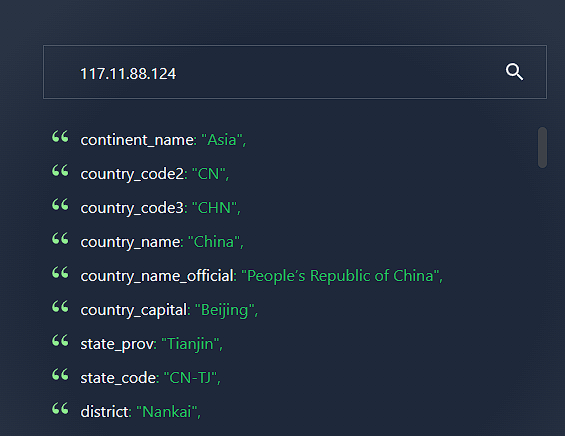 117.11.88.124
continent_name: "Asia",
country_code2: "CN",
country_code3: "CHN",
country_name: "China",
country_name_official: "People’s Republic of China",
country_capital: "Beijing",
state_prov: "Tianjin",
state_code: "CN-TJ",
district: "Nankai",